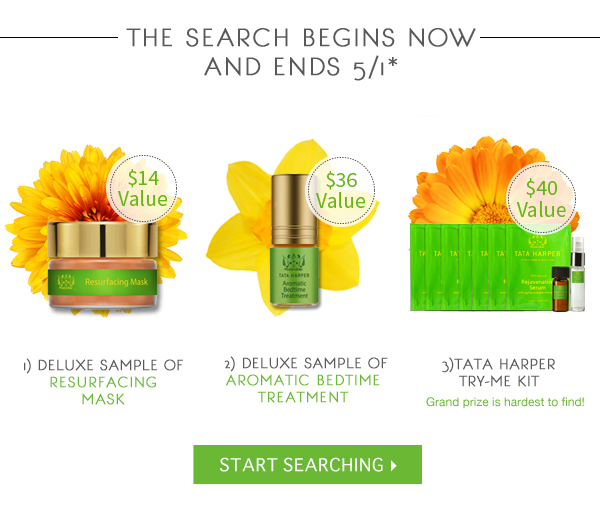 THE SEARCH BEGINS NOW
AND ENDS 5/1*
$14
Value
Resurfacing Mask
$36
Value
TATA HARPER
Aromatic
Bedtime
Treatment
$40
Value
TATA HARPER
Rejuvenating
Serum
1) DELUXE SAMPLE OF
RESURFACING
MASK
2) DELUXE SAMPLE OF
AROMATIC BEDTIME
TREATMENT
3)TATA HARPER
TRY-ME KIT
Grand prize is hardest to find!
START SEARCHING